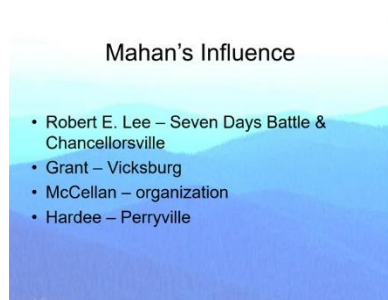 Mahan’s Influence
• Robert E. Lee – Seven Days Battle &
Chancellorsville
• Grant – Vicksburg
• McCellan – organization
• Hardee – Perryville